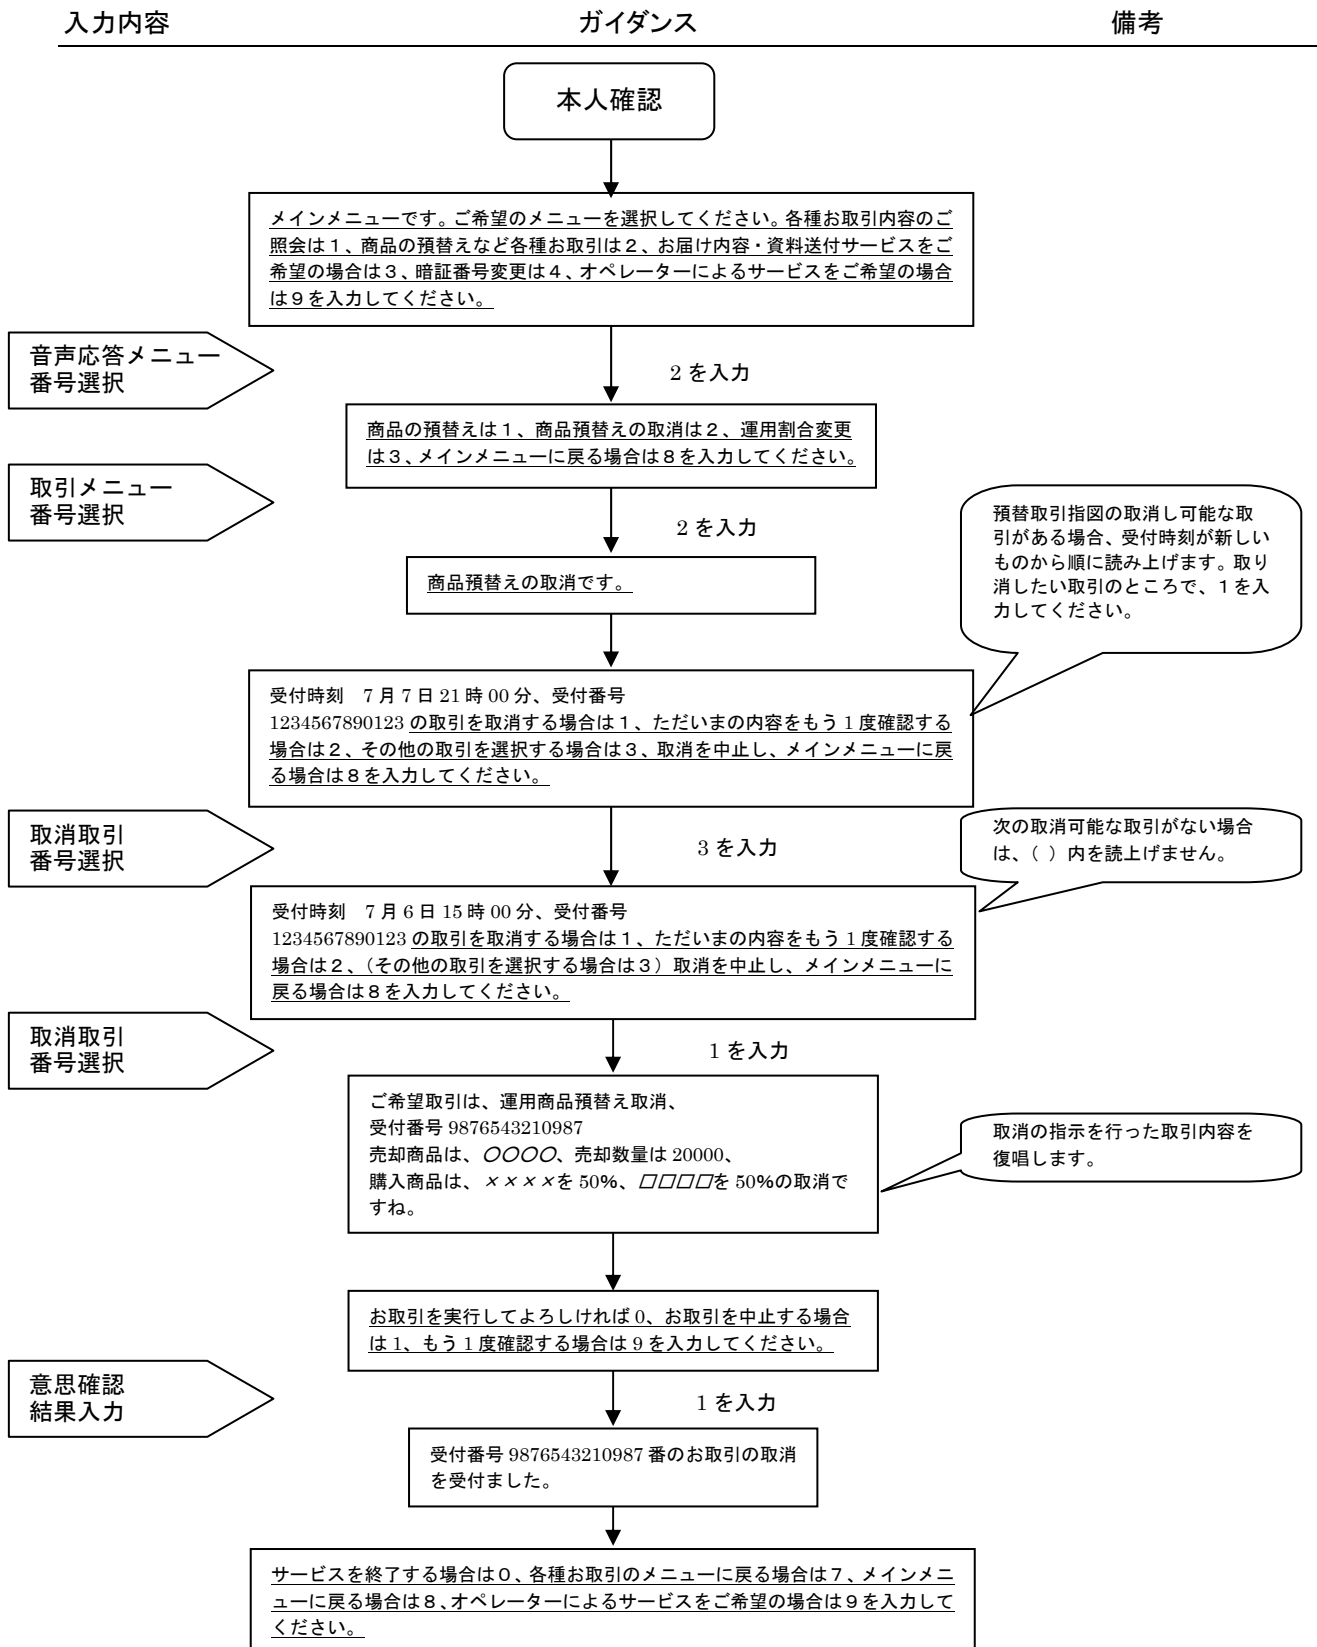 入力内容
ガイダンス
備考
本人確認
メインメニューです。ご希望のメニューを選択してください。各種お取引内容のご
照会は1、商品の預替えなど各種お取引は2、お届け内容・資料送付サービスをご
希望の場合は3、暗証番号変更は4、オペレーターによるサービスをご希望の場合
は9を入力してください。
音声応答メニュー
番号選択
2 を入力
商品の預替えは1、商品預替えの取消は2、運用割合変更
は3、メインメニューに戻る場合は8を入力してください。
取引メニュー
番号選択
2 を入力
預替取引指図の取消し可能な取
引がある場合、受付時刻が新しい
ものから順に読み上げます。取り
消したい取引のところで、1を入
力してください。
商品預替えの取消です。
受付時刻　7 月 7 日 21 時 00 分、受付番号
1234567890123 の取引を取消する場合は1、ただいまの内容をもう 1 度確認する
場合は2、その他の取引を選択する場合は3、取消を中止し、メインメニューに戻
る場合は8を入力してください。
取消取引
番号選択
3 を入力
次の取消可能な取引がない場合
は、( ）内を読上げません。
受付時刻　7 月 6 日 15 時 00 分、受付番号
1234567890123 の取引を取消する場合は1、ただいまの内容をもう 1 度確認する
場合は2、（その他の取引を選択する場合は3）取消を中止し、メインメニューに
戻る場合は8を入力してください。
取消取引
番号選択
1 を入力
ご希望取引は、運用商品預替え取消、
受付番号 9876543210987
売却商品は、〇〇〇〇、売却数量は 20000、
購入商品は、××××を 50%、□□□□を 50%の取消で
すね。
取消の指示を行った取引内容を
復唱します。
お取引を実行してよろしければ 0、お取引を中止する場合
は 1、もう 1 度確認する場合は 9 を入力してください。
意思確認
結果入力
1 を入力
受付番号 9876543210987 番のお取引の取消
を受付ました。
サービスを終了する場合は０、各種お取引のメニューに戻る場合は７、メインメニ
ューに戻る場合は８、オペレーターによるサービスをご希望の場合は９を入力して
ください。